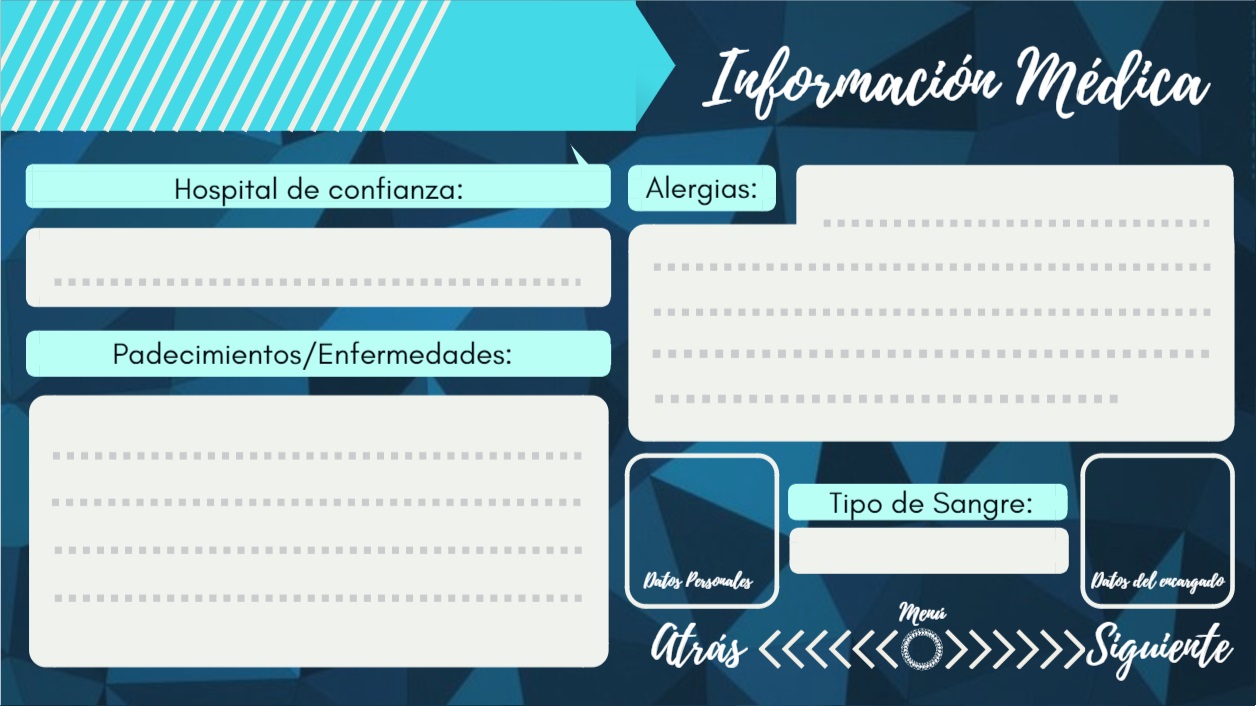 Información Médica
Hospital de confianza:
Alergias:
Padecimientos/Enfermedades:
Tipo de Sangre:
Datos Personales
Datos del encargado
Menú
Atrás
Siguiente